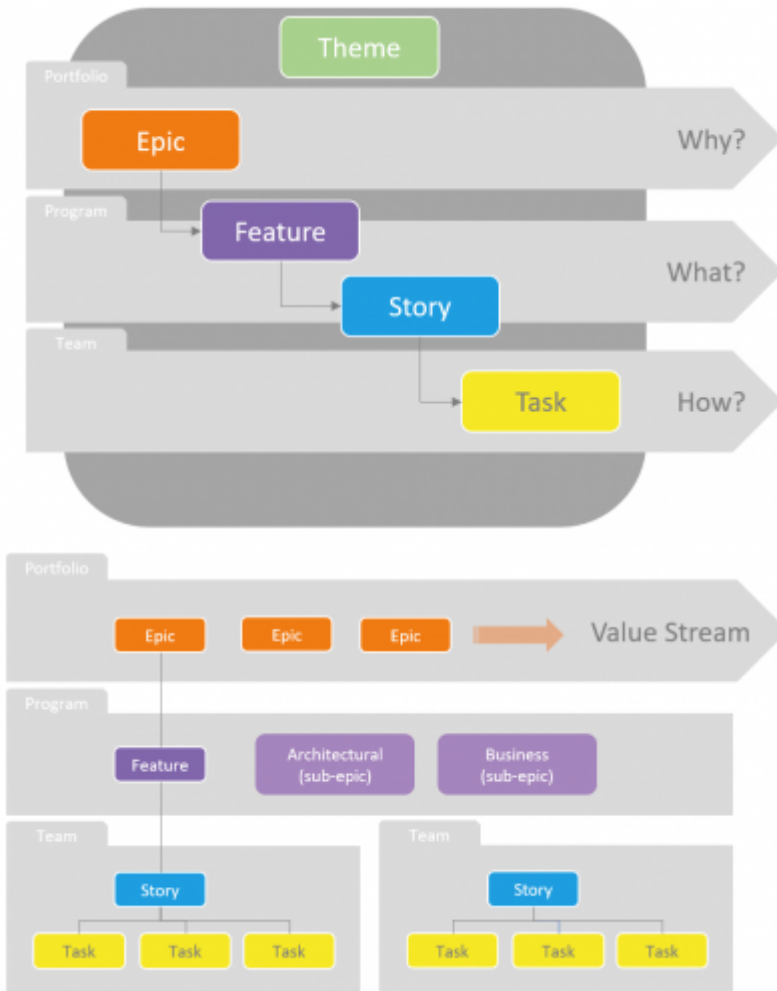 Theme
Portfolio
Epic
Why?
Program
Feature
What?
Story
Team
Task
How?
Portfolio
Epic
Epic
Epic
Value Stream
Program
Feature
Architectural
(sub-epic)
Business
(sub-epic)
Team
Team
Story
Story
Task
Task
Task
Task
Task
Task